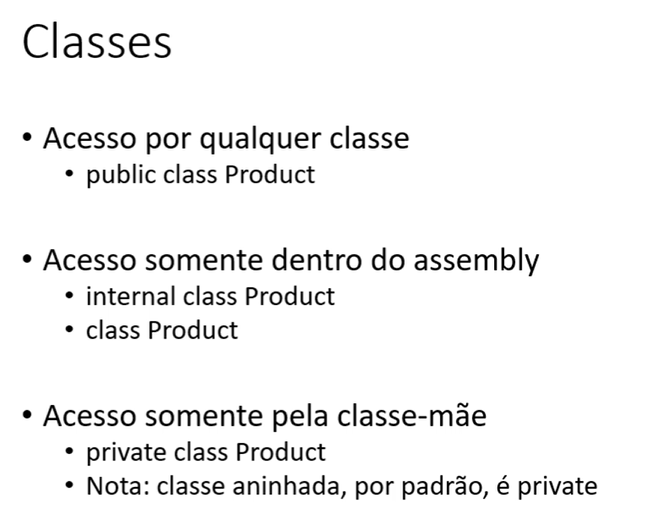 Classes
• Acesso por qualquer classe
• public class Product
• Acesso somente dentro do assembly
• internal class Product
• class Product
• Acesso somente pela classe-mãe
• private class Product
• Nota: classe aninhada, por padrão, é private